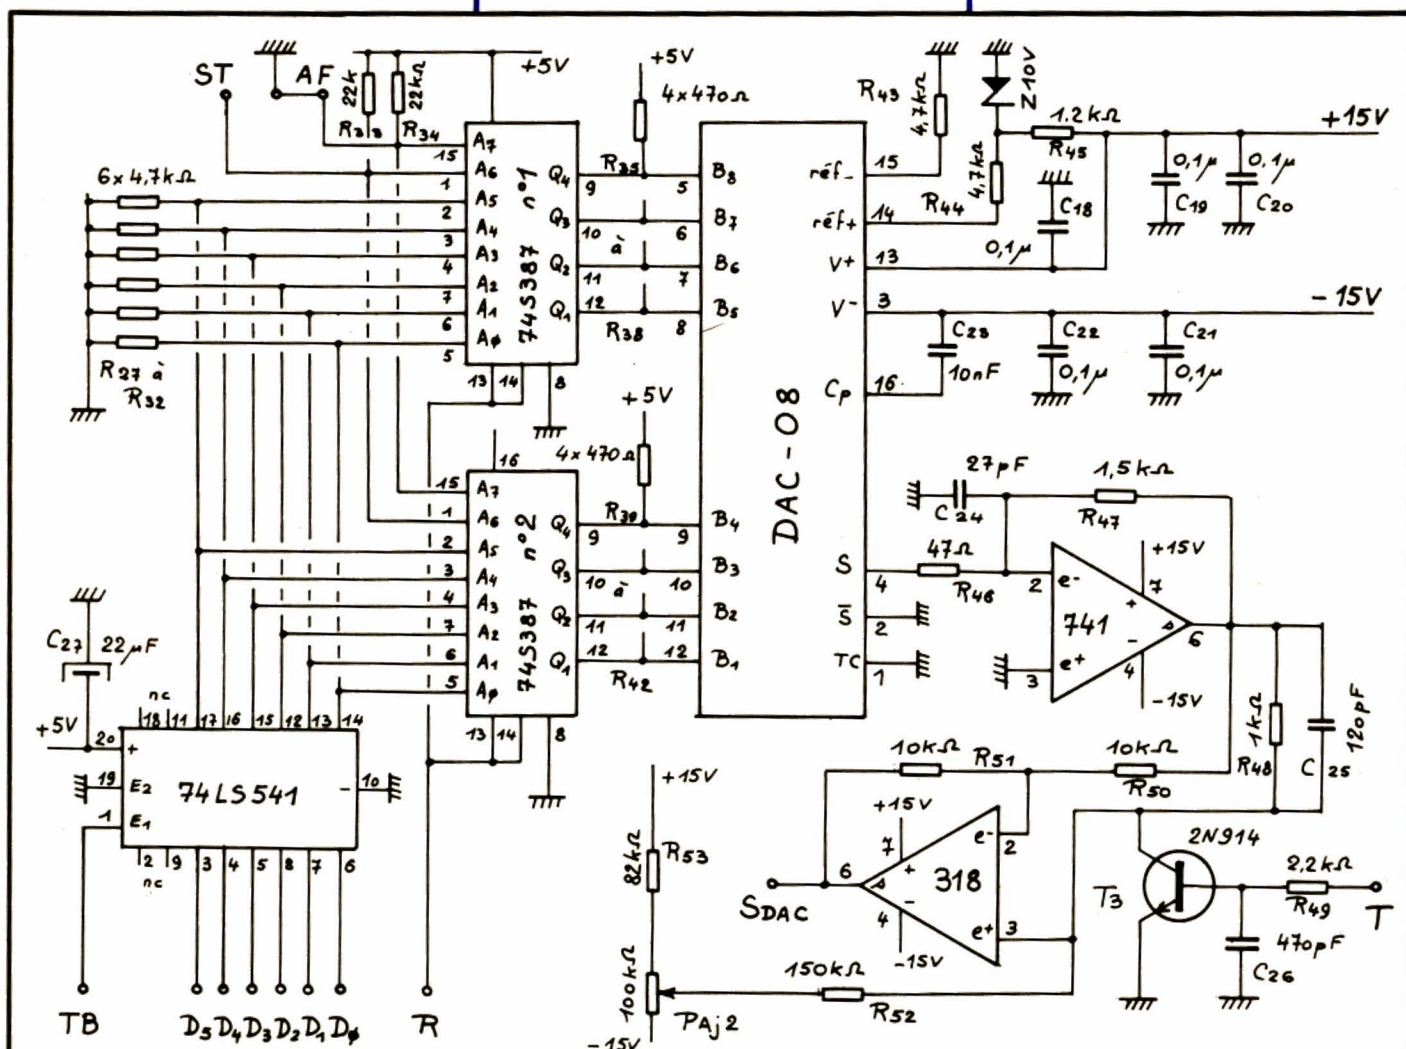 ST
AF
22k
22kΩ
R33
R34
+5V
+5V
4×470Ω
R43
4,7kΩ
Z10V
1.2kΩ
R45
+15V
6×4,7kΩ
A7
15
A6
1
A5
2
A4
3
A3
4
A2
7
A1
6
Aø
5
n°1
74S387
Q4
9
Q3
10
Q2
11
Q1
12
13
14
8
R35
à
R38
5
B8
6
B7
7
B6
8
B5
DAC-08
réf-
15
réf+
14
V+
13
V-
3
Cp
16
R44
4,7kΩ
C18
0,1µ
0,1µ
C19
0,1µ
C20
-15V
C23
10nF
C22
0,1µ
C21
0,1µ
R27 à
R32
+5V
4×470Ω
16
15
A7
1
A6
2
A5
3
A4
4
A3
7
A2
6
A1
5
Aø
n°2
74S387
Q4
9
Q3
10
Q2
11
Q1
12
13
14
8
R39
à
R42
9
B4
10
B3
11
B2
12
B1
S
4
S̅
2
TC
1
27pF
C24
1,5kΩ
R47
47Ω
R46
2
e-
+15V
7
+
741
s
6
-
4
e+
3
-15V
C27
22µF
+5V
nc
18
11
17
16
15
12
13
14
20
+
19
E2
74LS541
-
10
1
E1
2
9
3
4
5
8
7
6
nc
1kΩ
R48
120pF
C25
10kΩ
R51
10kΩ
R50
+15V
+15V
7
+
e-
2
318
6
s
-
4
e+
3
-15V
82kΩ
R53
SDAC
2N914
T3
2,2kΩ
R49
T
470pF
C26
100kΩ
PAj2
-15V
150kΩ
R52
TB
D5
D4
D3
D2
D1
Dø
R